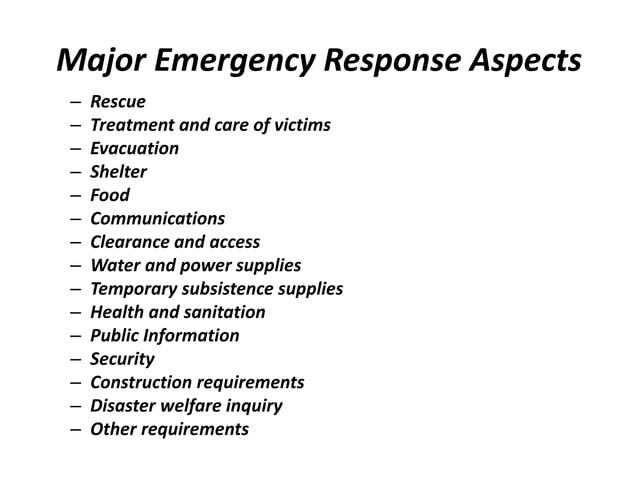 Major Emergency Response Aspects
– Rescue
– Treatment and care of victims
– Evacuation
– Shelter
– Food
– Communications
– Clearance and access
– Water and power supplies
– Temporary subsistence supplies
– Health and sanitation
– Public Information
– Security
– Construction requirements
– Disaster welfare inquiry
– Other requirements